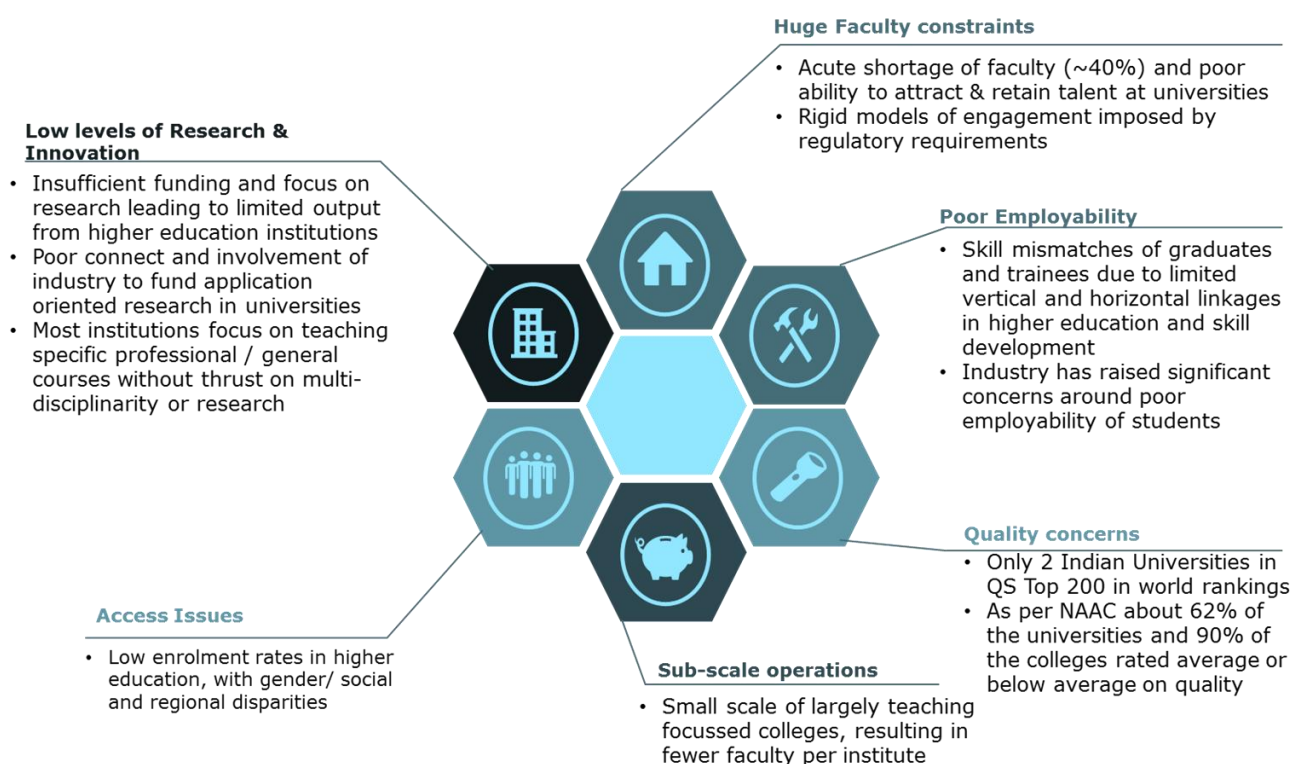 Huge Faculty constraints
• Acute shortage of faculty (~40%) and poor
ability to attract & retain talent at universities
• Rigid models of engagement imposed by
regulatory requirements
Low levels of Research &
Innovation
• Insufficient funding and focus on
research leading to limited output
from higher education institutions
• Poor connect and involvement of
industry to fund application
oriented research in universities
• Most institutions focus on teaching
specific professional / general
courses without thrust on multi-
disciplinarity or research
Poor Employability
• Skill mismatches of graduates
and trainees due to limited
vertical and horizontal linkages
in higher education and skill
development
• Industry has raised significant
concerns around poor
employability of students
Quality concerns
• Only 2 Indian Universities in
QS Top 200 in world rankings
• As per NAAC about 62% of
the universities and 90% of
the colleges rated average or
below average on quality
Access Issues
• Low enrolment rates in higher
education, with gender/ social
and regional disparities
Sub-scale operations
• Small scale of largely teaching
focussed colleges, resulting in
fewer faculty per institute